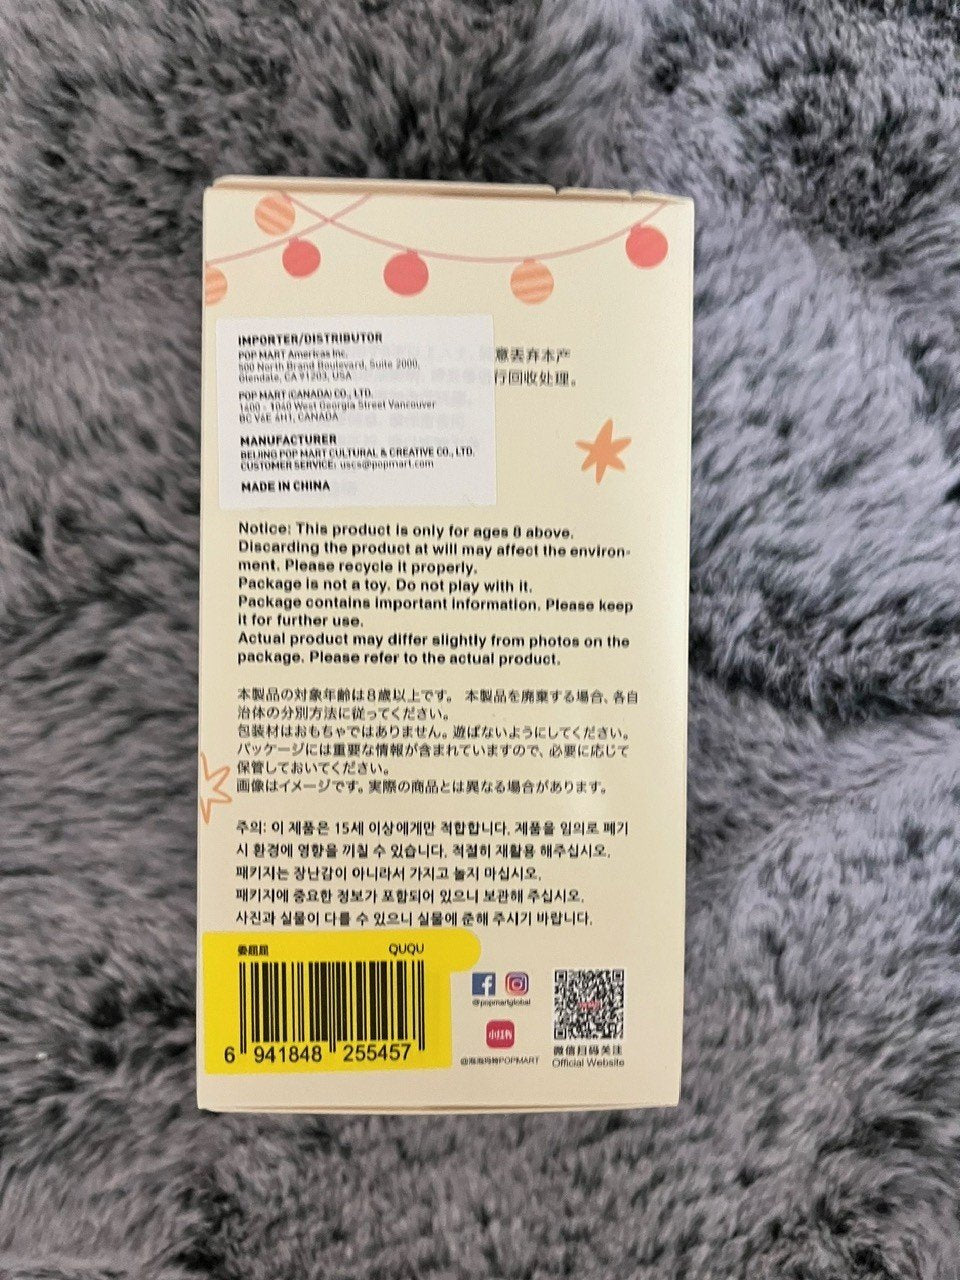 IMPORTER/DISTRIBUTOR
POP MART Americas Inc.
500 North Brand Boulevard, Suite 2000,
Glendale, CA 91203, USA
POP MART (CANADA) CO., LTD.
1600 - 1040 West Georgia Street Vancouver
BC V6E 4H1, CANADA
MANUFACTURER
BEIJING POP MART CULTURAL & CREATIVE CO., LTD.
CUSTOMER SERVICE: uscs@popmart.com
MADE IN CHINA
意丢弃本产
行回收处理。
Notice: This product is only for ages 8 above.
Discarding the product at will may affect the environ-
ment. Please recycle it properly.
Package is not a toy. Do not play with it.
Package contains important information. Please keep
it for further use.
Actual product may differ slightly from photos on the
package. Please refer to the actual product.
本製品の対象年齢は8歳以上です。 本製品を廃棄する場合、各自
治体の分別方法に従ってください。
包装材はおもちゃではありません。遊ばないようにしてください。
パッケージには重要な情報が含まれていますので、必要に応じて
保管しておいてください。
画像はイメージです。実際の商品とは異なる場合があります。
주의: 이 제품은 15세 이상에게만 적합합니다. 제품을 임의로 폐기
시 환경에 영향을 끼칠 수 있습니다. 적절히 재활용 해주십시오.
패키지는 장난감이 아니라서 가지고 놀지 마십시오.
패키지에 중요한 정보가 포함되어 있으니 보관해 주십시오.
사진과 실물이 다를 수 있으니 실물에 준해 주시기 바랍니다.
委屈屈 QUQU
6 941848 255457
@popmartglobal
小红书
@泡泡玛特POPMART
微信扫码关注
Official Website